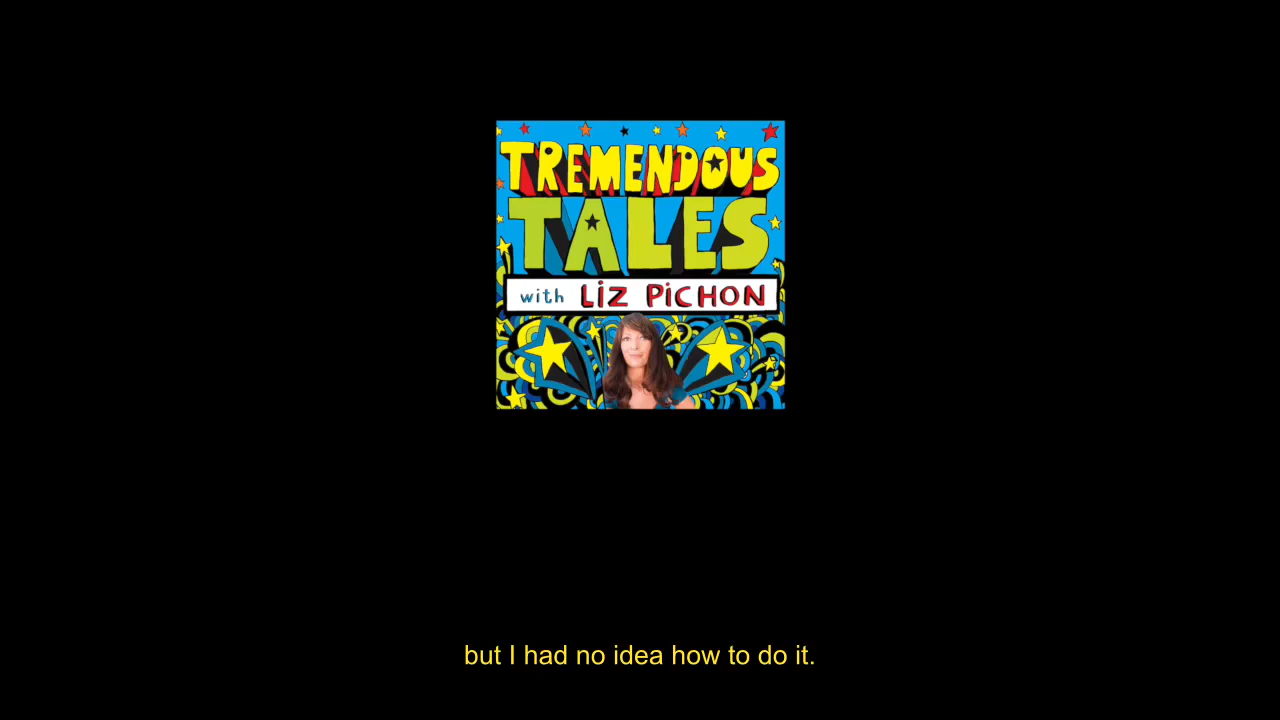 TREMENDOUS
TALES
with LiZ PiCHON
but I had no idea how to do it.